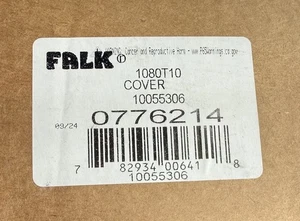 WARNING: Cancer and Reproductive Harm - www.P65Warnings.ca.gov
FALK
1080T10
COVER
10055306
0776214
09/24
7 82934 00641 8
10055306